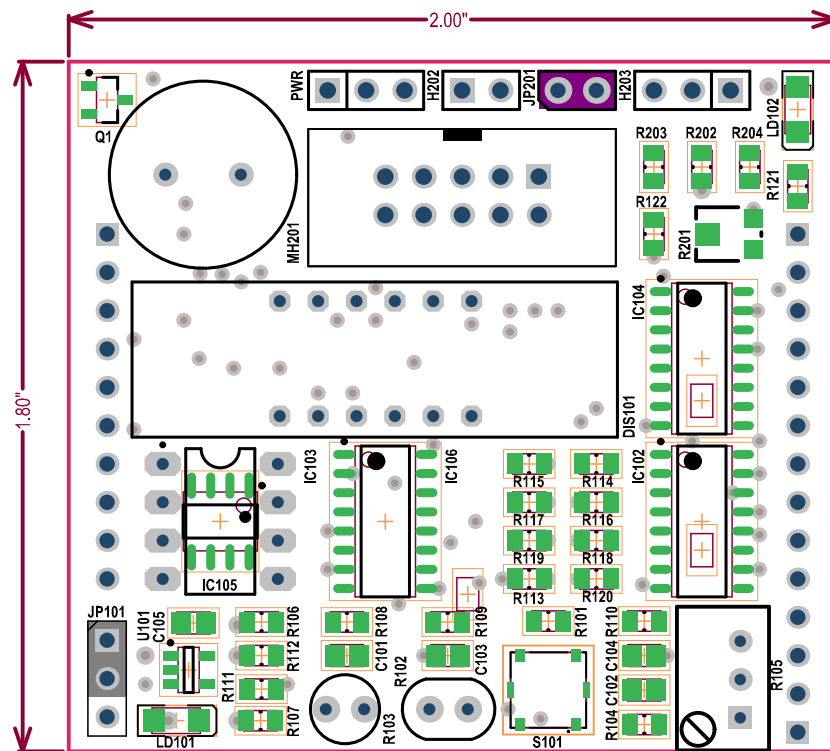 2.00"
1.80"
PWR
H202
JP201
H203
LD102
Q1
R203
R202
R204
R121
MH201
R122
R201
IC104
DIS101
IC103
IC106
IC102
R115
R114
R117
R116
R119
R118
R113
R120
IC105
JP101
U101
C105
R106
R108
R109
R101
R110
R112
C101
R102
C103
C104
R105
R111
C102
R107
R103
R104
LD101
S101